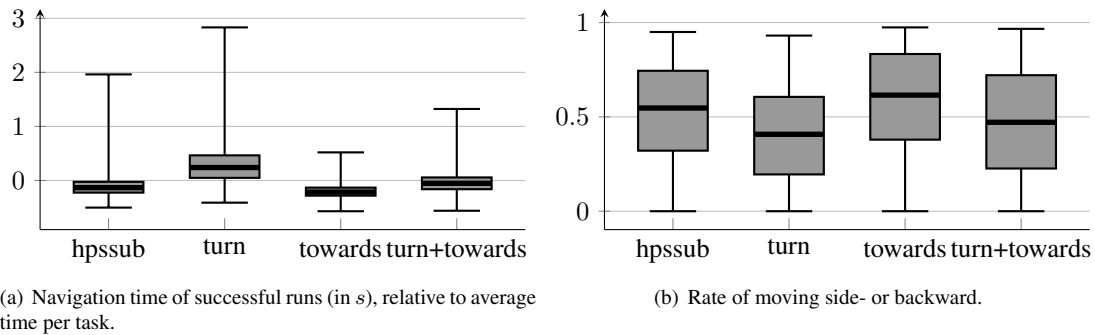 3
2
1
0
hpssub turn towards turn+towards
(a) Navigation time of successful runs (in s), relative to average
time per task.
1
0.5
0
hpssub turn towards turn+towards
(b) Rate of moving side- or backward.